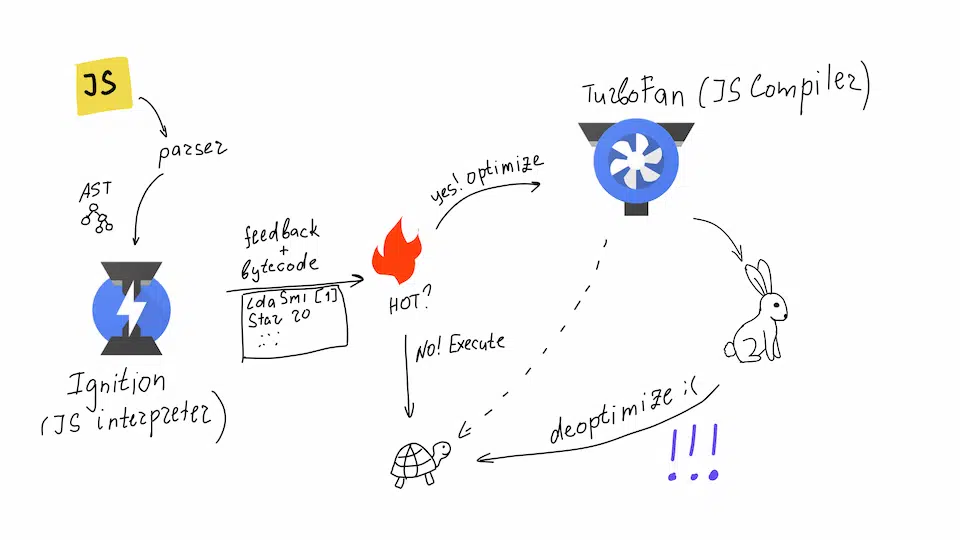 JS
parser
AST
Ignition
(JS interpreter)
feedback
+
bytecode
LdaSmi [1]
Star r0
HOT?
yes! optimize
No! Execute
TurboFan (JS Compiler)
deoptimize :(
!!!